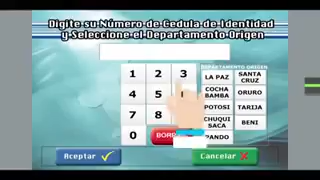 Digite su Número de Cedula de Identidad
y Seleccione el Departamento Origen
DEPARTAMENTO ORIGEN
1 2 3
4 5
7 8
0 BORR
LA PAZ SANTA CRUZ
COCHA BAMBA ORURO
POTOSI TARIJA
CHUQUI SACA BENI
PANDO
Aceptar Cancelar